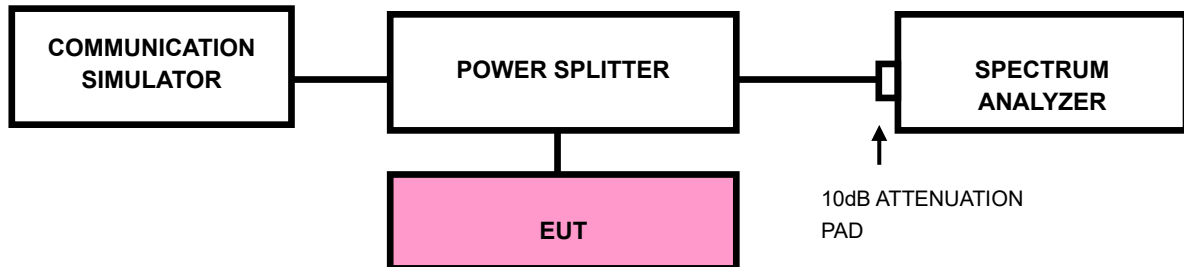 COMMUNICATION
SIMULATOR
POWER SPLITTER
SPECTRUM
ANALYZER
EUT
10dB ATTENUATION
PAD